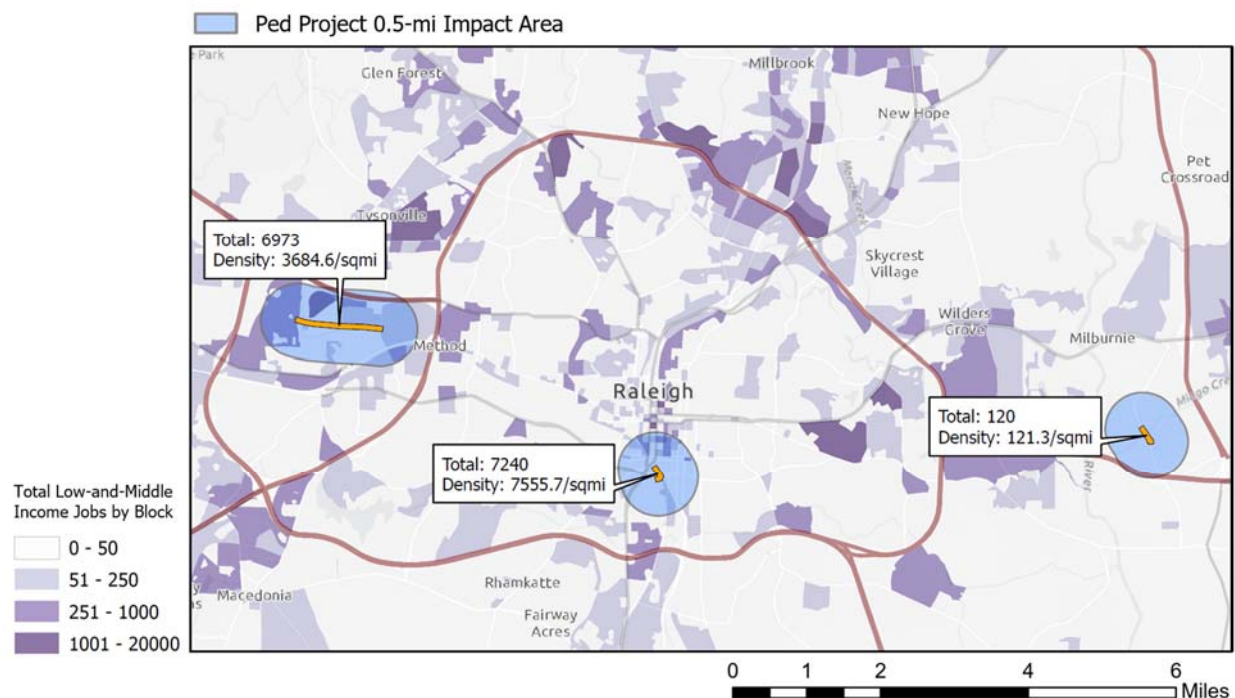 Ped Project 0.5-mi Impact Area
Park
Glen Forest
Millbrook
New Hope
Pet
Crossroad
Tysonville
Total: 6973
Density: 3684.6/sqmi
Skycrest
Village
Wilders
Grove
Milburnie
Method
Raleigh
Total: 120
Density: 121.3/sqmi
Total: 7240
Density: 7555.7/sqmi
River
Total Low-and-Middle
Income Jobs by Block
0 - 50
51 - 250
251 - 1000
1001 - 20000
Macedonia
Rhamkatte
Fairway
Acres
0 1 2 4 6
Miles